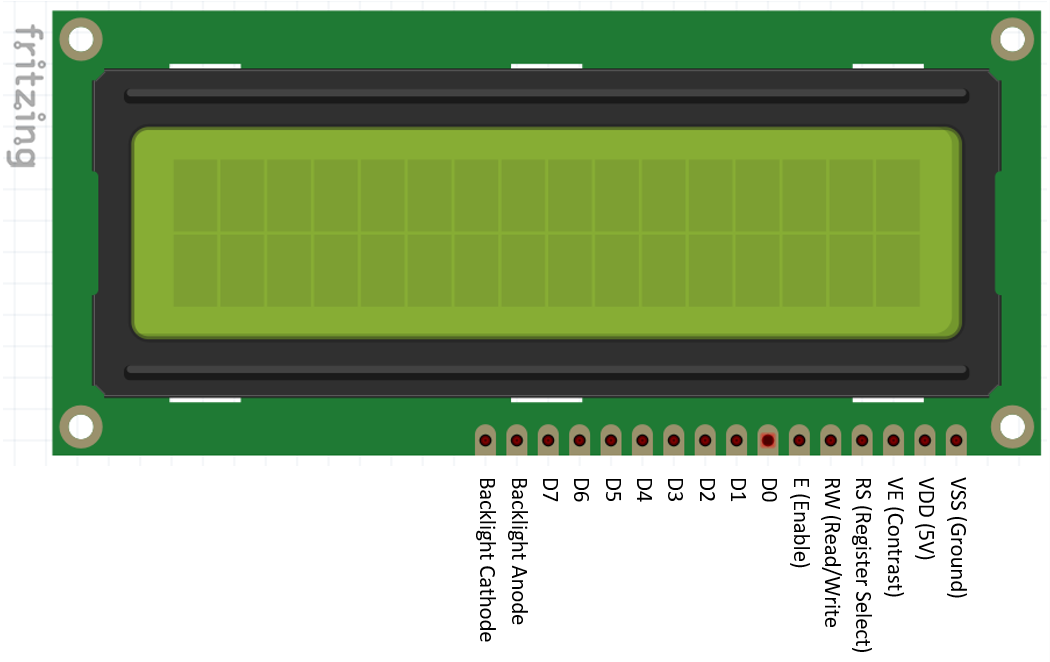 fritzing
Backlight Cathode
Backlight Anode
D7
D6
D5
D4
D3
D2
D1
D0
E (Enable)
RW (Read/Write
RS (Register Select)
VE (Contrast)
VDD (5V)
VSS (Ground)